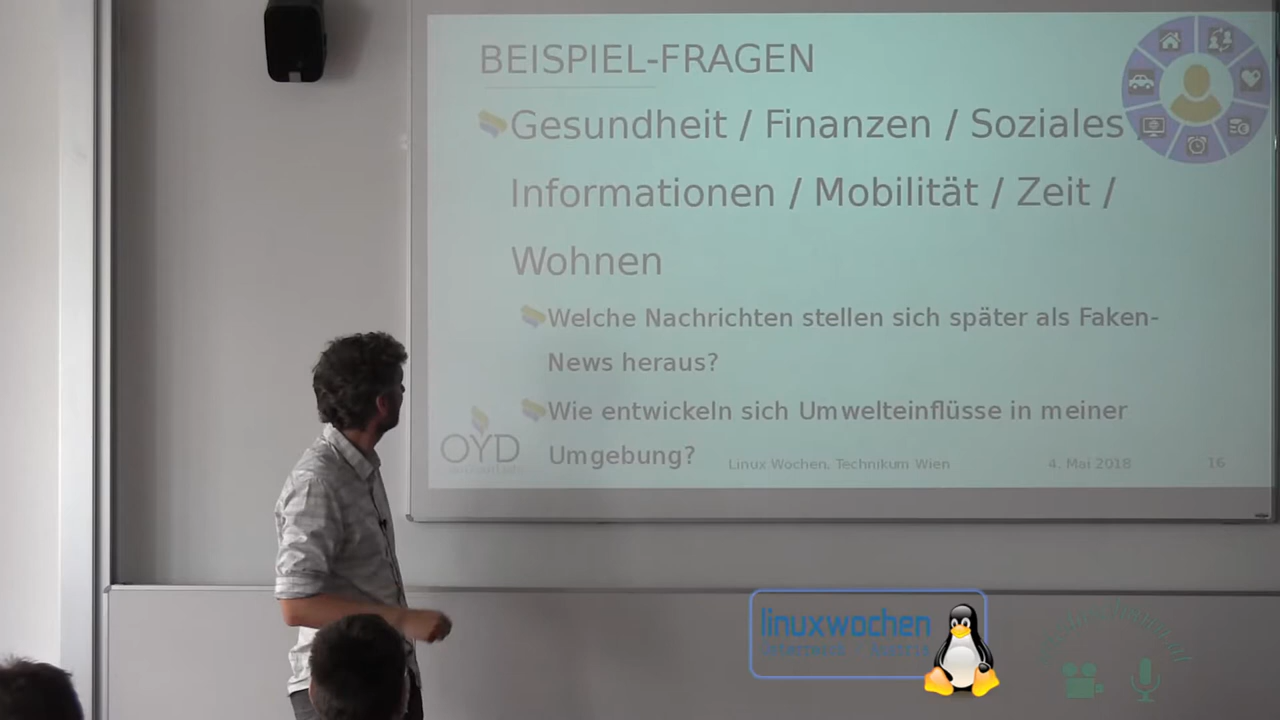 BEISPIEL-FRAGEN
Gesundheit / Finanzen / Soziales
Informationen / Mobilität / Zeit /
Wohnen
Welche Nachrichten stellen sich später als Faken-
News heraus?
Wie entwickeln sich Umwelteinflüsse in meiner
Umgebung?
OYD
Linux Wochen, Technikum Wien
4. Mai 2018
16
linuxwochen